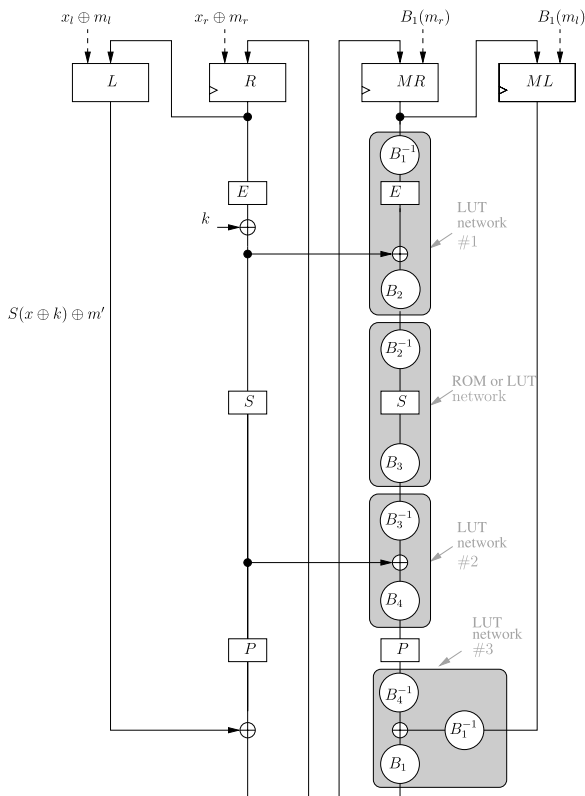 x_l ⊕ m_l
x_r ⊕ m_r
B_1(m_r)
B_1(m_l)
L
R
MR
ML
B_1^{-1}
E
E
LUT
network
#1
k
B_2
S(x ⊕ k) ⊕ m′
B_2^{-1}
ROM or LUT
network
S
S
B_3
B_3^{-1}
LUT
network
#2
B_4
LUT
network
#3
P
P
B_4^{-1}
B_1^{-1}
B_1